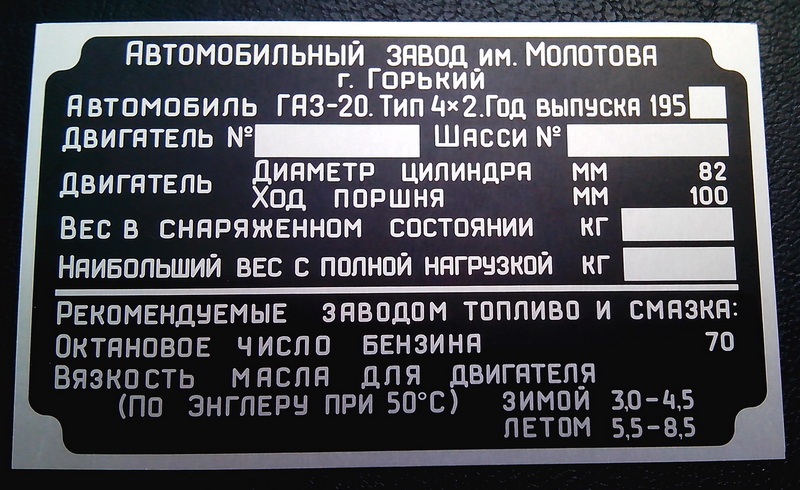 Автомобильный завод им. Молотова
г. Горький
Автомобиль ГАЗ-20. Тип 4×2. Год выпуска 195
Двигатель № Шасси №
Двигатель Диаметр цилиндра мм 82
Ход поршня мм 100
Вес в снаряженном состоянии кг
Наибольший вес с полной нагрузкой кг
Рекомендуемые заводом топливо и смазка:
Октановое число бензина 70
Вязкость масла для двигателя
(по Энглеру при 50°С) зимой 3,0-4,5
летом 5,5-8,5